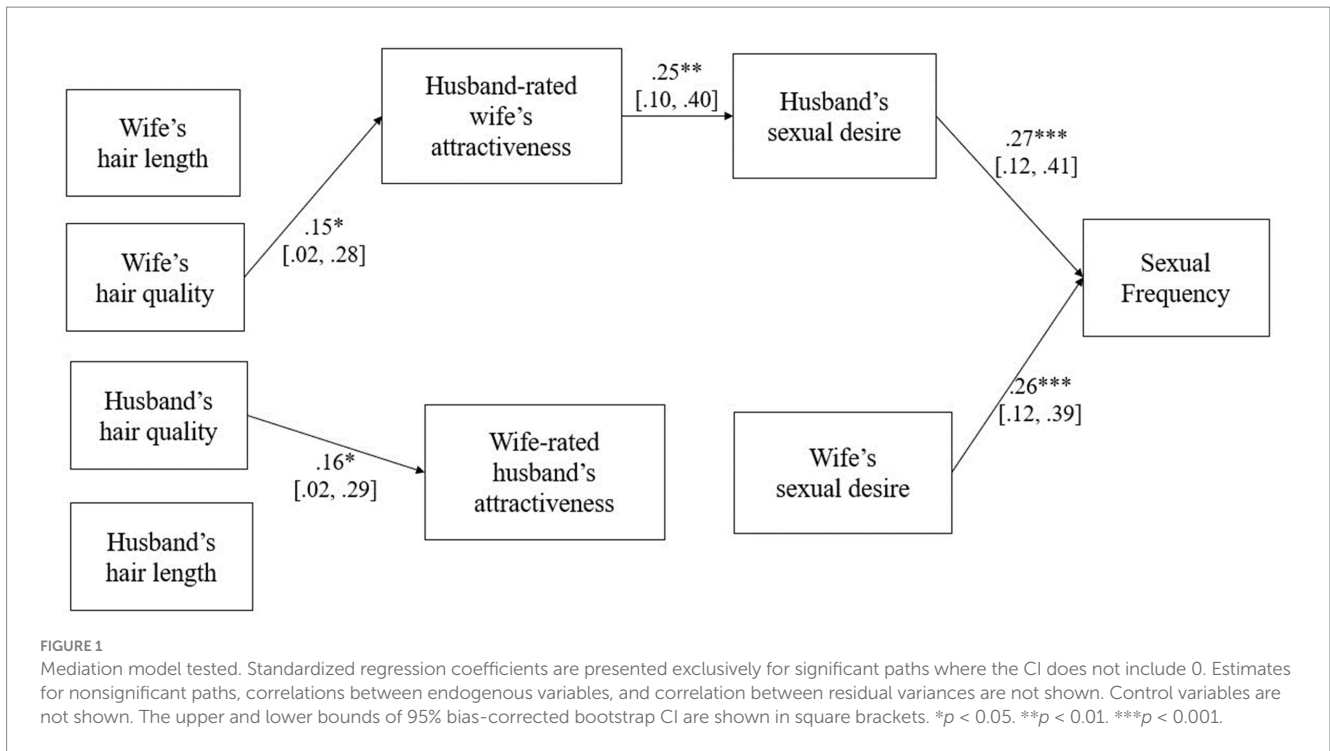 Wife's
hair length
Husband-rated
wife's
attractiveness
.25**
[.10, .40]
Husband's
sexual desire
.27***
[.12, .41]
Wife's
hair quality
.15*
[.02, .28]
Sexual
Frequency
Husband's
hair quality
.16*
[.02, .29]
Wife-rated
husband's
attractiveness
Wife's
sexual desire
.26***
[.12, .39]
Husband's
hair length
FIGURE 1
Mediation model tested. Standardized regression coefficients are presented exclusively for significant paths where the CI does not include 0. Estimates
for nonsignificant paths, correlations between endogenous variables, and correlation between residual variances are not shown. Control variables are
not shown. The upper and lower bounds of 95% bias-corrected bootstrap CI are shown in square brackets. *p < 0.05. **p < 0.01. ***p < 0.001.